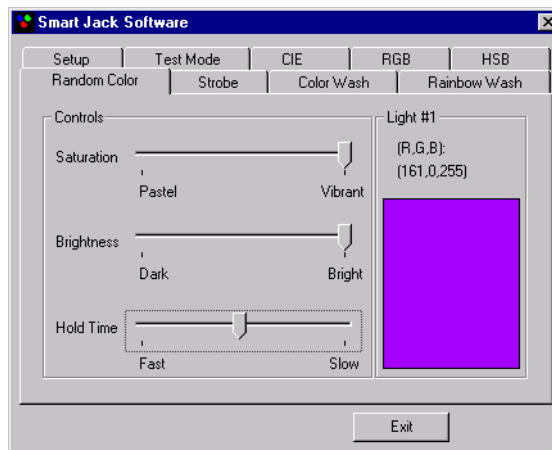 Smart Jack Software
Setup Test Mode CIE RGB HSB
Random Color Strobe Color Wash Rainbow Wash
Controls
Saturation
Pastel Vibrant
Brightness
Dark Bright
Hold Time
Fast Slow
Light #1
(R,G,B):
(161,0,255)
Exit